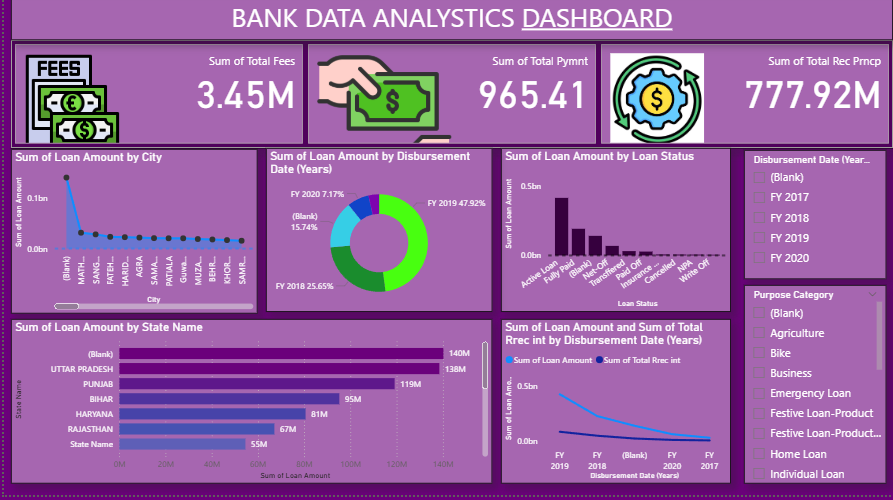 BANK DATA ANALYSTICS DASHBOARD
FEES
Sum of Total Fees
3.45M
Sum of Total Pymnt
965.41
Sum of Total Rec Prncp
777.92M
Sum of Loan Amount by City
Sum of Loan Amount
0.1bn
0.0bn
(Blank)
MATH...
SANG...
FATEH...
HARID...
AGRA
SAMA...
PATIALA
Guwa...
MUZA...
BEHR...
KHOR...
SAMR...
City
Sum of Loan Amount by Disbursement
Date (Years)
FY 2020 7.17%
(Blank)
15.74%
FY 2019 47.92%
FY 2018 25.65%
Sum of Loan Amount by Loan Status
Sum of Loan Amount
0.5bn
0.0bn
Active Loan
Fully Paid
(Blank)
Net-Off
Transffered
Paid Off
Insurance ...
Cancelled
NPA
Write Off
Loan Status
Disbursement Date (Year...
(Blank)
FY 2017
FY 2018
FY 2019
FY 2020
Sum of Loan Amount by State Name
State Name
(Blank) 140M
UTTAR PRADESH 138M
PUNJAB 119M
BIHAR 95M
HARYANA 81M
RAJASTHAN 67M
State Name 55M
0M 20M 40M 60M 80M 100M 120M 140M
Sum of Loan Amount
Sum of Loan Amount and Sum of Total
Rrec int by Disbursement Date (Years)
Sum of Loan Amount Sum of Total Rrec int
Sum of Loan Amo...
0.5bn
0.0bn
FY FY (Blank) FY FY
2019 2018 2020 2017
Disbursement Date (Years)
Purpose Category
(Blank)
Agriculture
Bike
Business
Emergency Loan
Festive Loan-Product
Festive Loan-Product...
Home Loan
Individual Loan